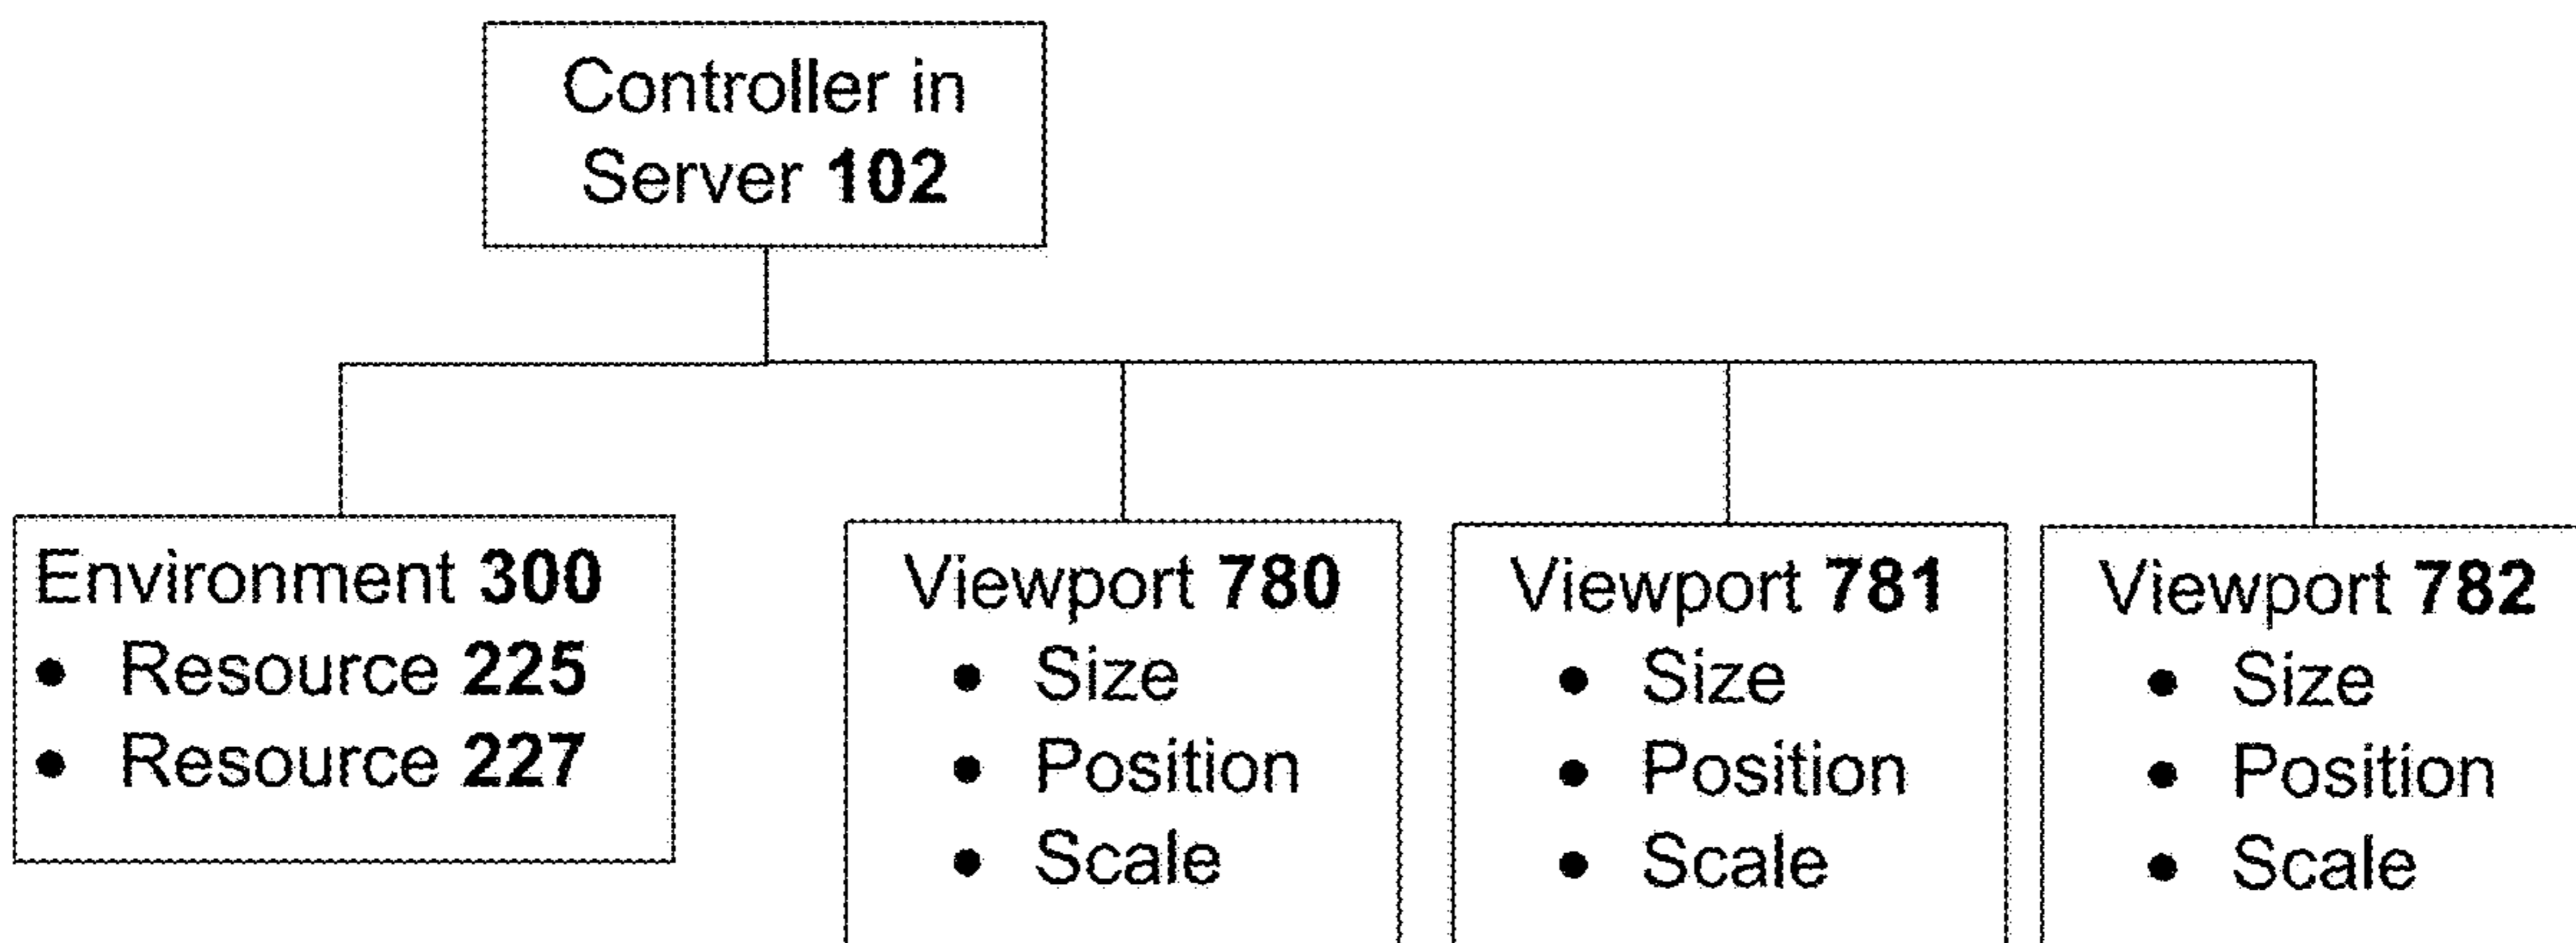 Controller in
Server 102
Environment 300
• Resource 225
• Resource 227
Viewport 780
• Size
• Position
• Scale
Viewport 781
• Size
• Position
• Scale
Viewport 782
• Size
• Position
• Scale